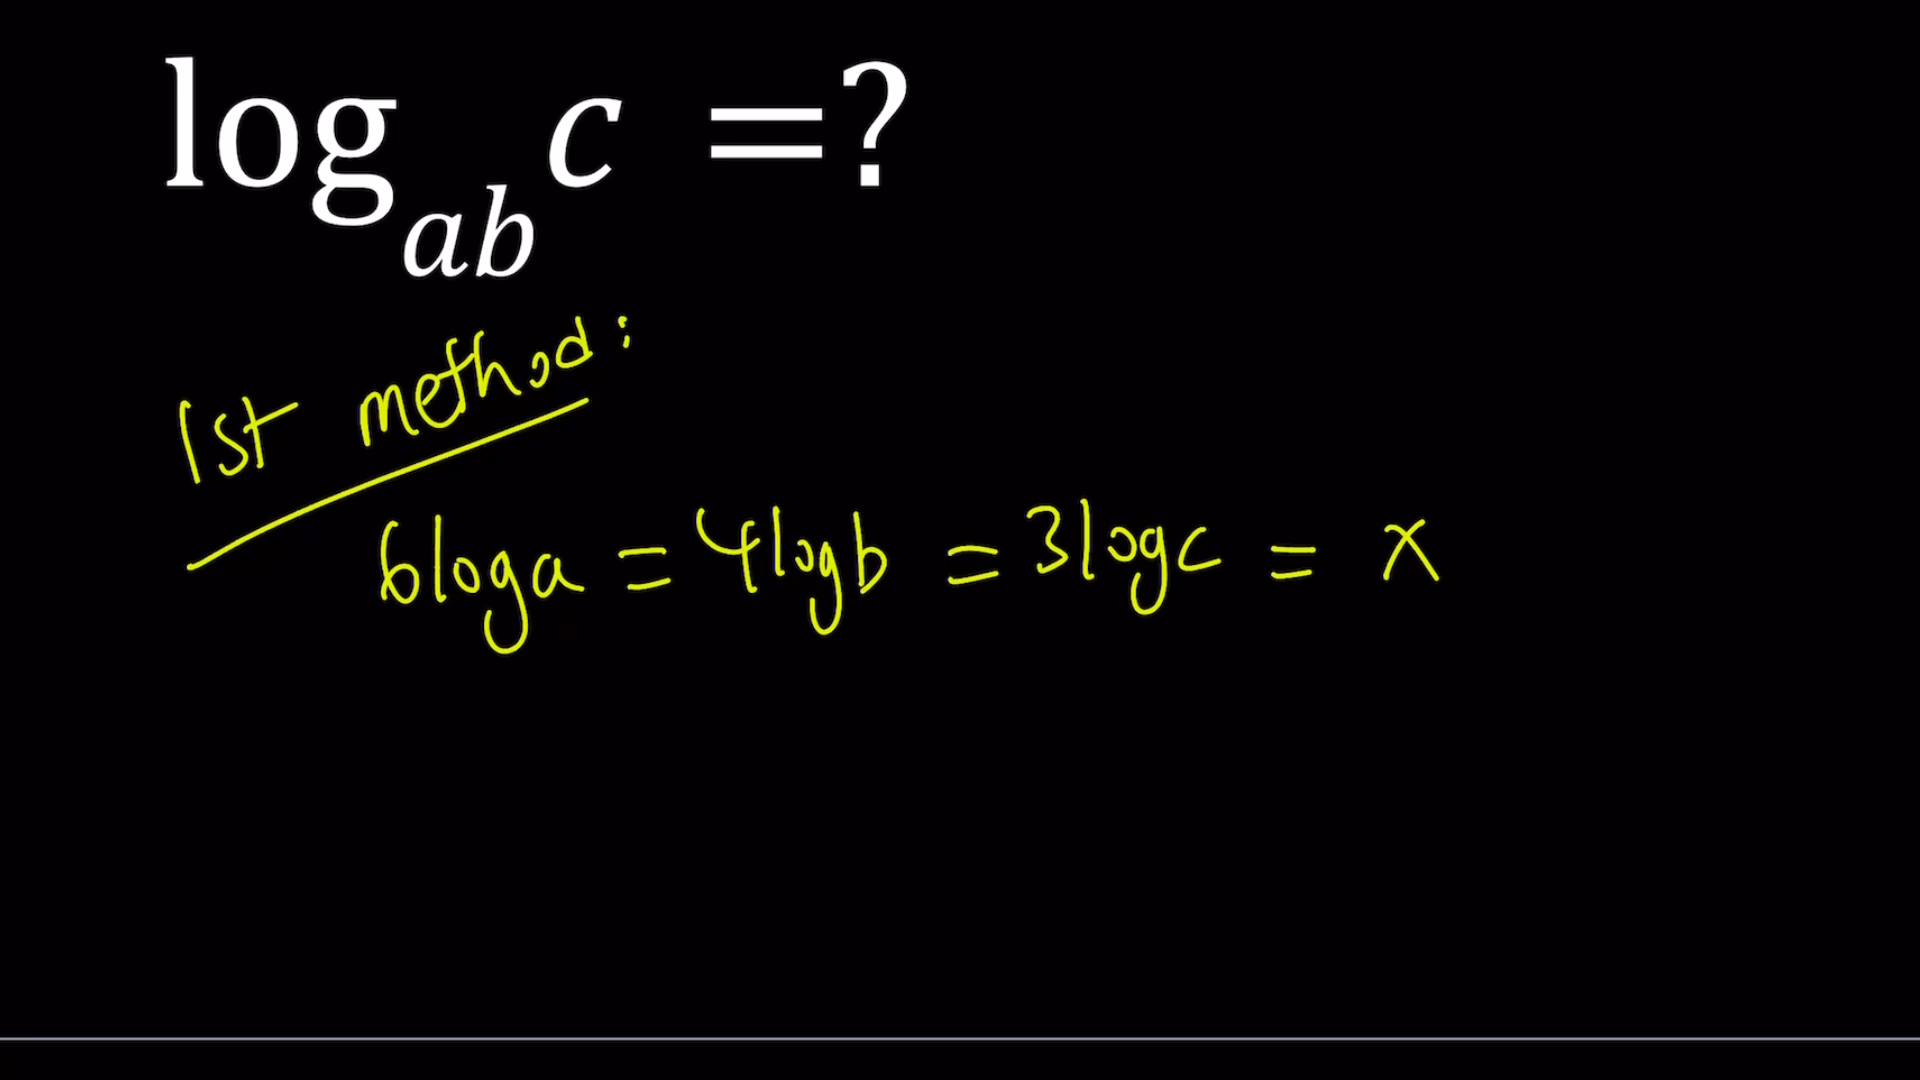 log_ab c = ?
1st method:
6loga = 4logb = 3logc = x